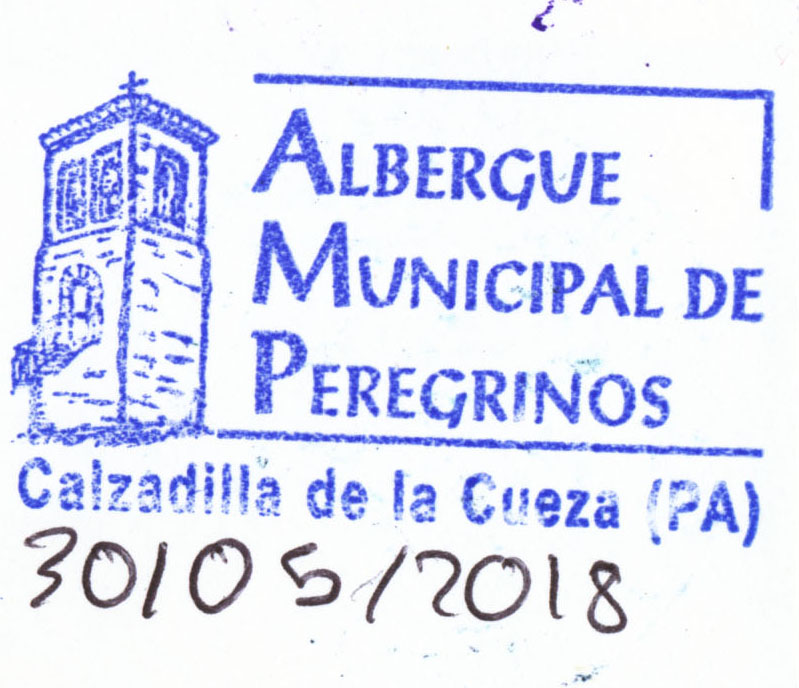 ALBERGUE
MUNICIPAL DE
PEREGRINOS
Calzadilla de la Cueza (PA)
30/05/2018